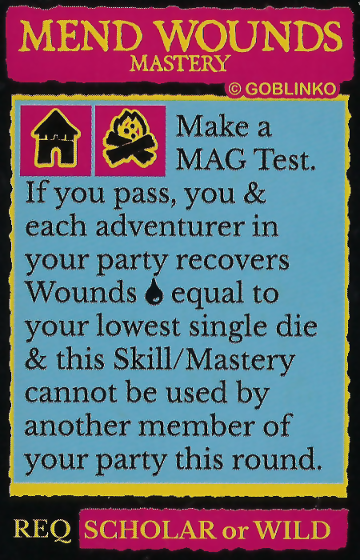 MEND WOUNDS
MASTERY
© GOBLINKO
Make a
MAG Test.
If you pass, you &
each adventurer in
your party recovers
Wounds equal to
your lowest single die
& this Skill/Mastery
cannot be used by
another member of
your party this round.
REQ SCHOLAR or WILD